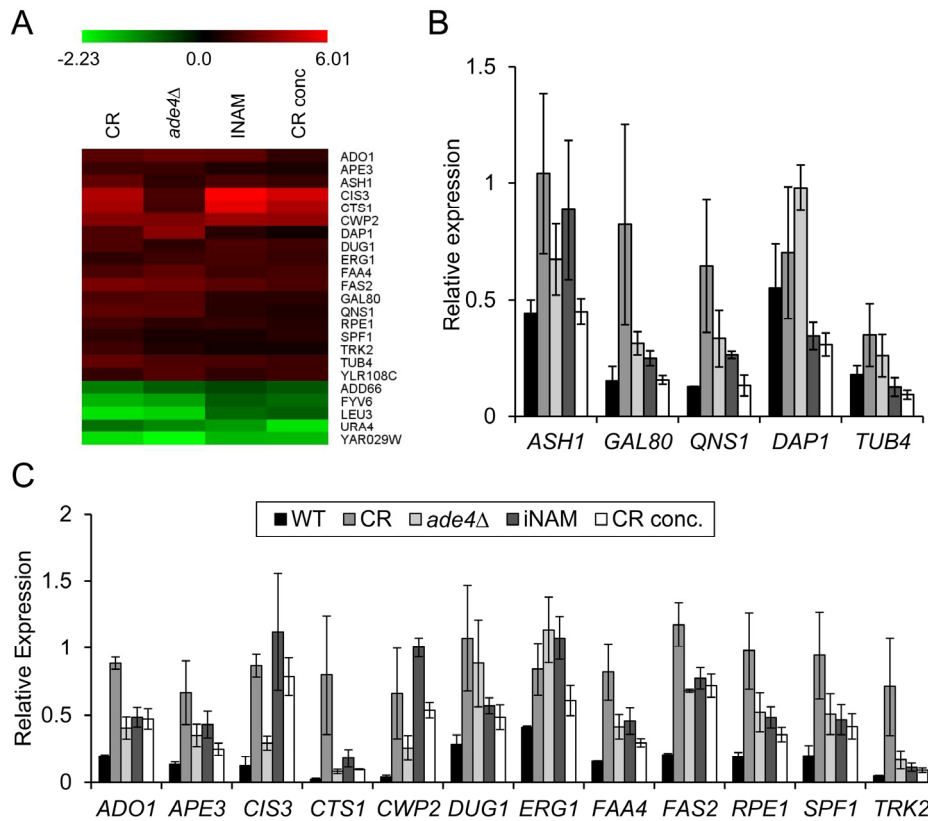 A
-2.23 0.0 6.01
CR ade4Δ INAM CR conc
ADO1
APE3
ASH1
CIS3
CTS1
CWP2
DAP1
DUG1
ERG1
FAA4
FAS2
GAL80
QNS1
RPE1
SPF1
TRK2
TUB4
YLR108C
ADD66
FYV6
LEU3
URA4
YAR029W
B
Relative expression
1.5
1
0.5
0
ASH1 GAL80 QNS1 DAP1 TUB4
C
WT CR ade4Δ iNAM CR conc.
Relative Expression
2
1.5
1
0.5
0
ADO1 APE3 CIS3 CTS1 CWP2 DUG1 ERG1 FAA4 FAS2 RPE1 SPF1 TRK2